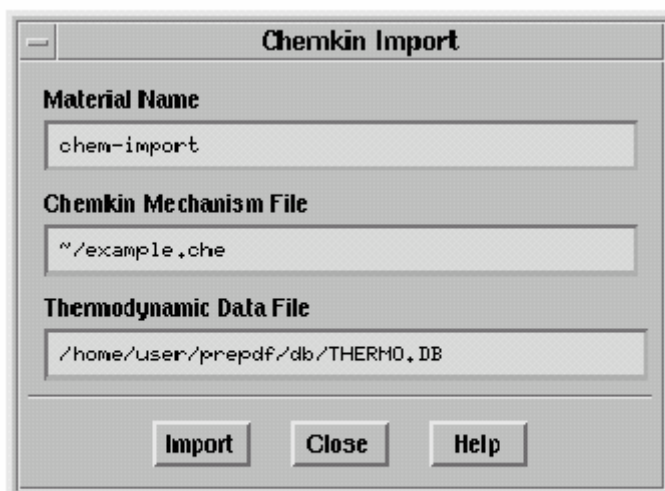 Chemkin Import
Material Name
chem-import
Chemkin Mechanism File
~/example.che
Thermodynamic Data File
/home/user/prepdf/db/THERMO.DB
Import Close Help